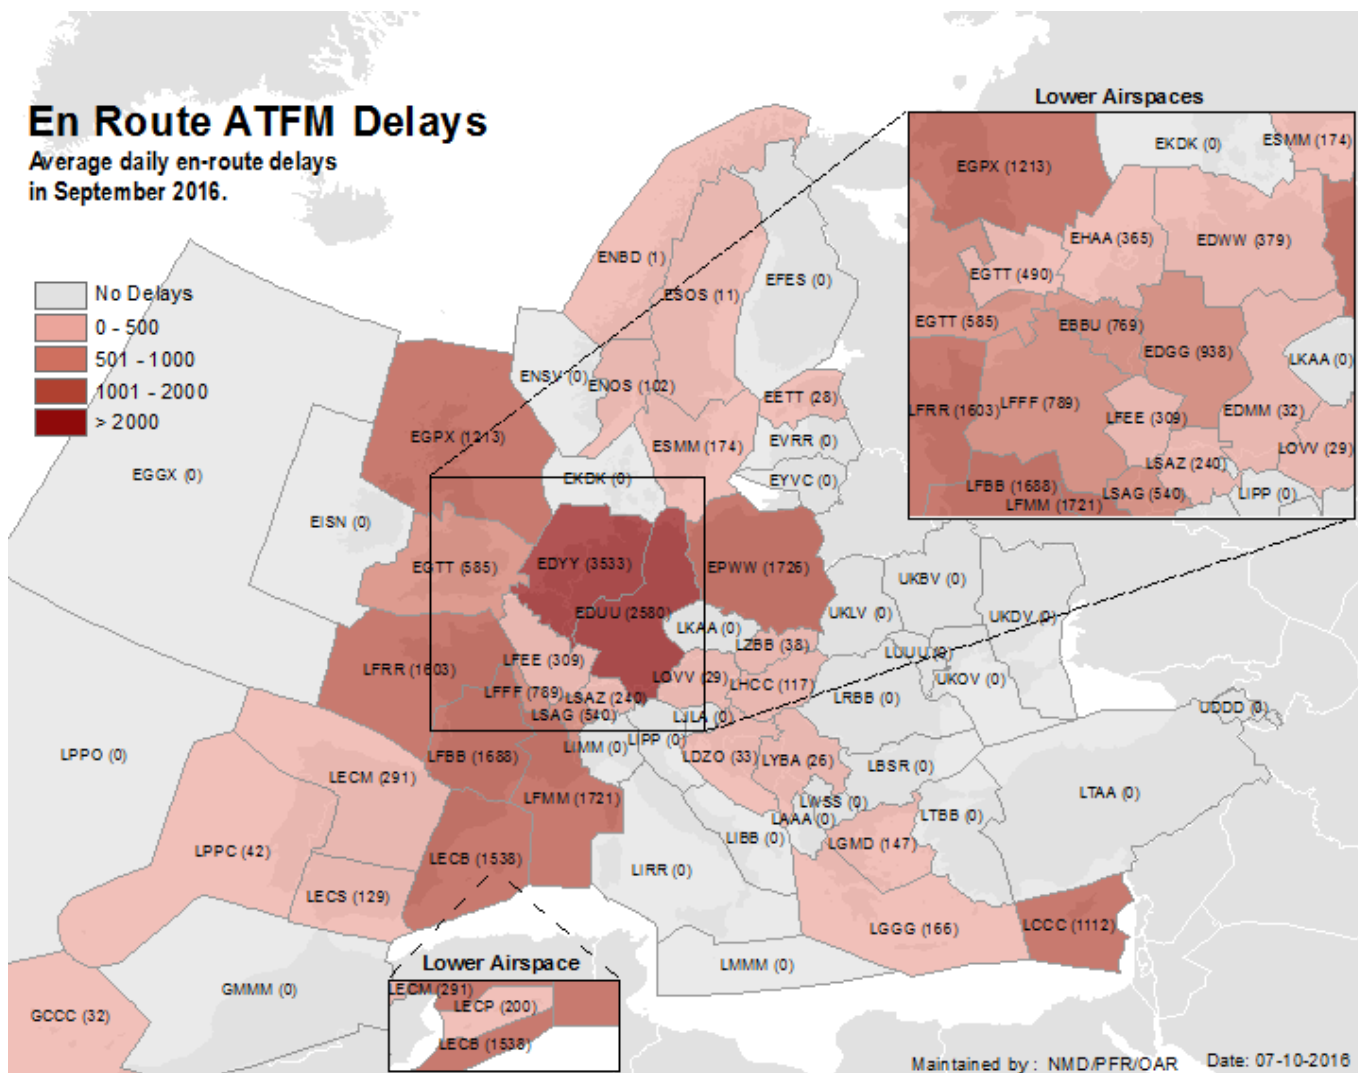 En Route ATFM Delays
Average daily en-route delays
in September 2016.
No Delays
0 - 500
501 - 1000
1001 - 2000
> 2000
Lower Airspaces
EKDK (0)
ESMM (174)
EGPX (1213)
EHAA (365)
EDWW (379)
EGTT (490)
EGTT (585)
EBBU (769)
EDGG (938)
LKAA (0)
LFRR (1603)
LFFF (789)
LFEE (309)
EDMM (32)
LOVV (29)
LSAZ (240)
LFBB (1688)
LSAG (540)
LIPP (0)
LFMM (1721)
ENBD (1)
ESOS (11)
EFES (0)
ENSV (0)
ENOS (102)
EETT (28)
EGPX (1213)
ESMM (174)
EVRR (0)
EGGX (0)
EKDK (0)
EYVC (0)
EISN (0)
EGTT (585)
EDYY (3533)
EPWW (1726)
UKBV (0)
EDUU (2580)
UKLV (0)
UKDV (0)
LKAA (0)
LZBB (38)
LUUU (0)
LFRR (1603)
LFEE (309)
LOVV (29)
LHCC (117)
UKOV (0)
LFFF (789)
LSAZ (240)
LRBB (0)
LSAG (540)
LJLA (0)
UDDD (0)
LPPO (0)
LFBB (1688)
LIMM (0)
LIPP (0)
LDZO (33)
LYBA (26)
LBSR (0)
LECM (291)
LFMM (1721)
LWSS (0)
LAAA (0)
LTBB (0)
LTAA (0)
LPPC (42)
LECB (1538)
LIBB (0)
LGMD (147)
LIRR (0)
LECS (129)
LGGG (166)
LCCC (1112)
LMMM (0)
GMMM (0)
GCCC (32)
Lower Airspace
LECM (291)
LECP (200)
LECB (1538)
Maintained by : NMD/PFR/OAR Date: 07-10-2016